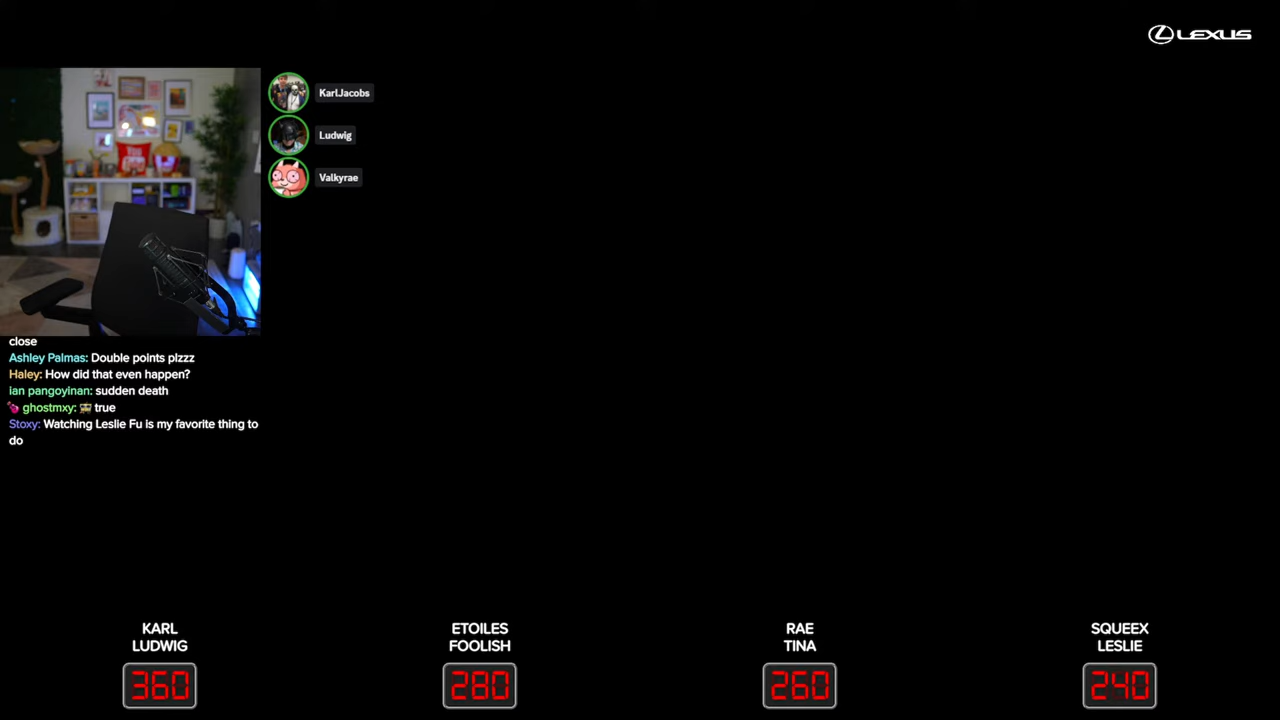 LEXUS
KarlJacobs
Ludwig
Valkyrae
close
Ashley Palmas: Double points plzzz
Haley: How did that even happen?
ian pangoyinan: sudden death
ghostmxy: true
Stoxy: Watching Leslie Fu is my favorite thing to
do
KARL
LUDWIG
360
ETOILES
FOOLISH
280
RAE
TINA
260
SQUEEX
LESLIE
240